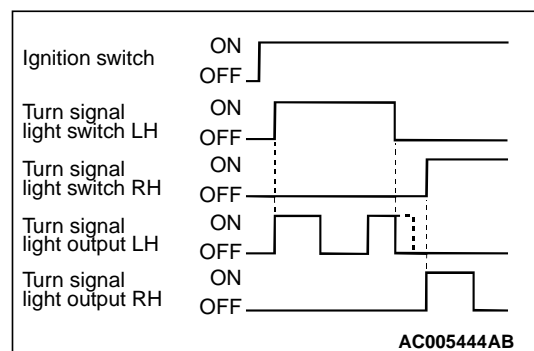 Ignition switch
ON
OFF
Turn signal
light switch LH
ON
OFF
Turn signal
light switch RH
ON
OFF
Turn signal
light output LH
ON
OFF
Turn signal
light output RH
ON
OFF
AC005444AB